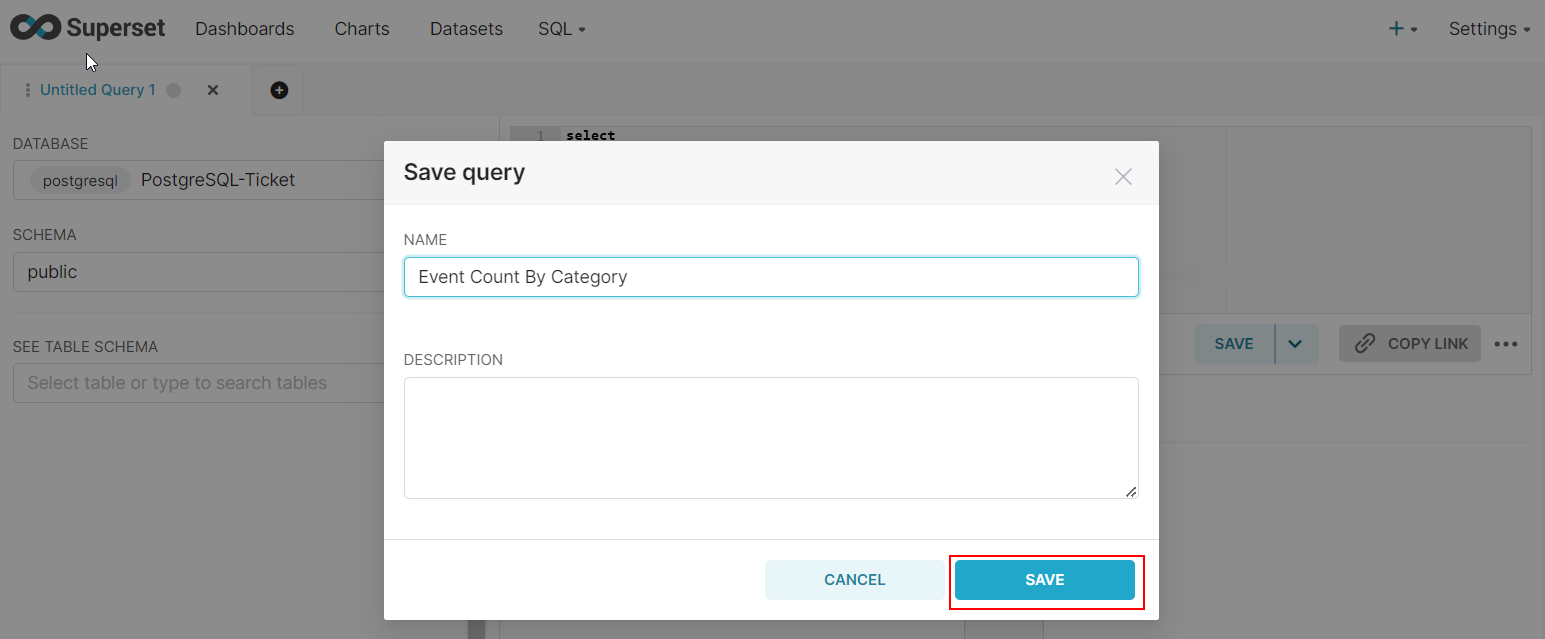 Superset Dashboards Charts Datasets SQL + Settings
Untitled Query 1
DATABASE
postgresql PostgreSQL-Ticket
SCHEMA
public
SEE TABLE SCHEMA
Select table or type to search tables
1 select
SAVE COPY LINK
Save query
NAME
Event Count By Category
DESCRIPTION
CANCEL SAVE